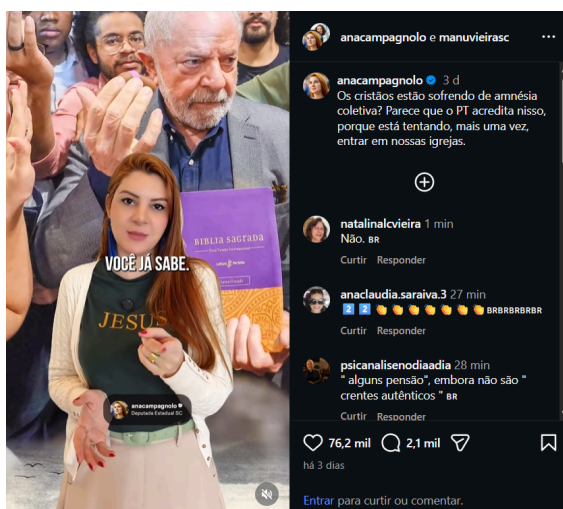 anacampagnolo e manuvieirasc
anacampagnolo 3 d
Os cristãos estão sofrendo de amnésia
coletiva? Parece que o PT acredita nisso,
porque está tentando, mais uma vez,
entrar em nossas igrejas.
natalinalcvieira 1 min
Não. BR
Curtir Responder
anaclaudia.saraiva.3 27 min
2️⃣ 2️⃣ 👏 👏 👏 👏 👏 👏 BRBRBRBRBR
Curtir Responder
psicanalisenodiaadia 28 min
" alguns pensão", embora não são "
crentes autênticos " BR
Curtir Responder
76,2 mil 2,1 mil
há 3 dias
Entrar para curtir ou comentar.
BIBLIA sagrada
VOCÊ JÁ SABE.
JESUS
anacampagnolo
Deputada Estadual SC